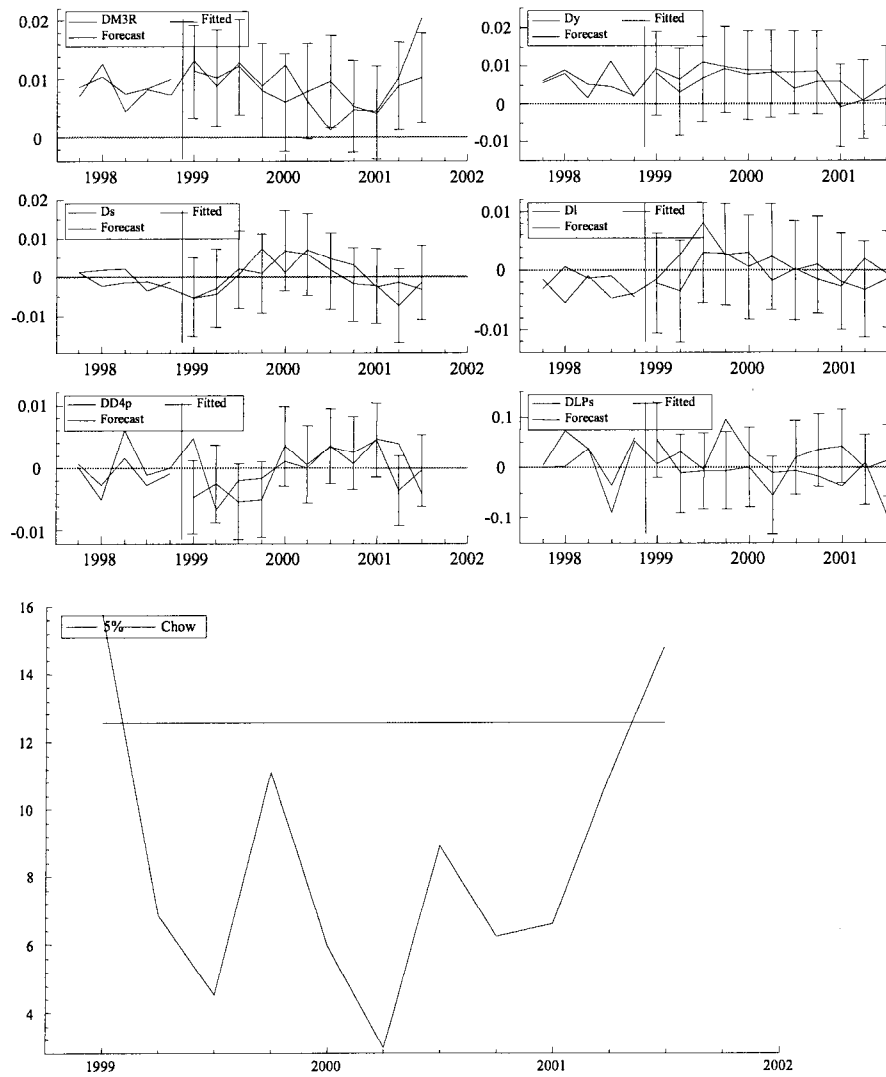 0.02
DM3R Fitted
Forecast
0.01
0
1998 1999 2000 2001 2002
Dy Fitted
Forecast
0.02
0.01
0
-0.01
1998 1999 2000 2001
0.02
Ds Fitted
Forecast
0.01
0
-0.01
1998 1999 2000 2001 2002
Dl Fitted
Forecast
0.01
0
-0.01
1998 1999 2000 2001
0.01
DD4p Fitted
Forecast
0
-0.01
1998 1999 2000 2001 2002
DLPs Fitted
Forecast
0.1
0
-0.1
1998 1999 2000 2001
16
5% Chow
14
12
10
8
6
4
1999 2000 2001 2002